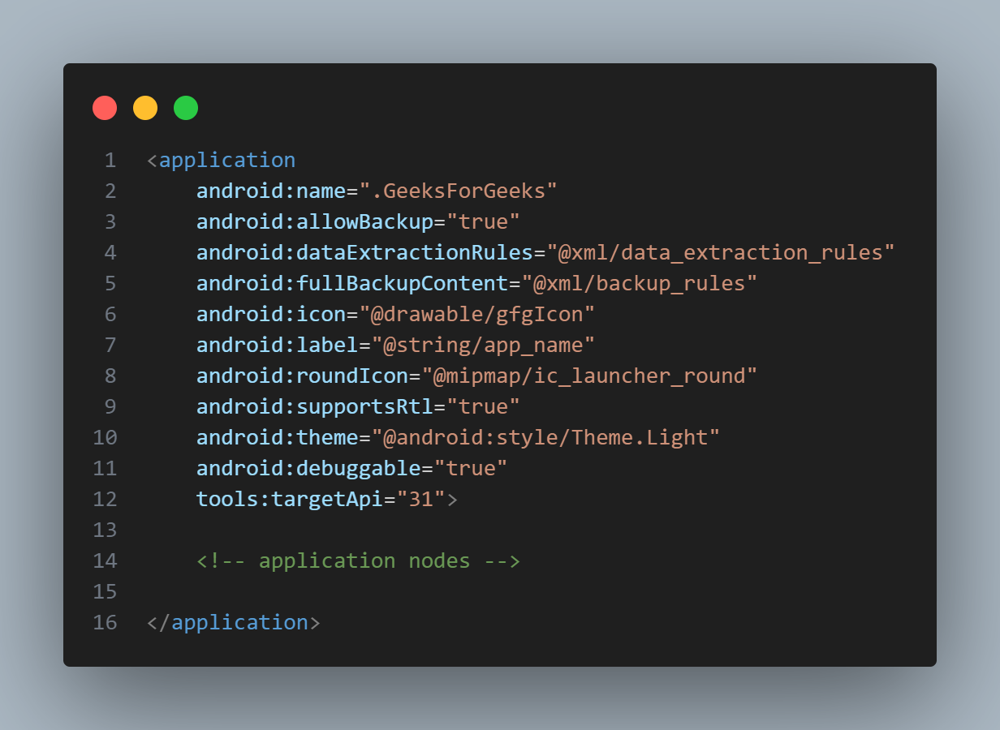 1 <application
2 android:name=".GeeksForGeeks"
3 android:allowBackup="true"
4 android:dataExtractionRules="@xml/data_extraction_rules"
5 android:fullBackupContent="@xml/backup_rules"
6 android:icon="@drawable/gfgIcon"
7 android:label="@string/app_name"
8 android:roundIcon="@mipmap/ic_launcher_round"
9 android:supportsRtl="true"
10 android:theme="@android:style/Theme.Light"
11 android:debuggable="true"
12 tools:targetApi="31">
13
14 <!-- application nodes -->
15
16 </application>